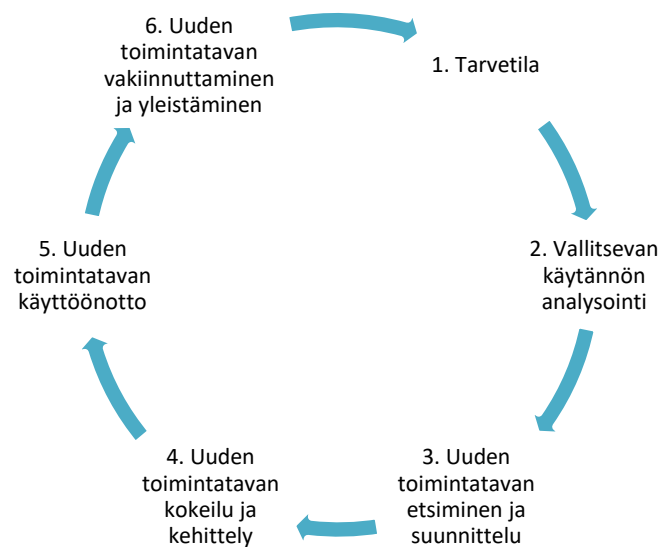 1. Tarvetila
2. Vallitsevan
käytännön
analysointi
3. Uuden
toimintatavan
etsiminen ja
suunnittelu
4. Uuden
toimintatavan
kokeilu ja
kehittely
5. Uuden
toimintatavan
käyttöönotto
6. Uuden
toimintatavan
vakiinnuttaminen
ja yleistäminen